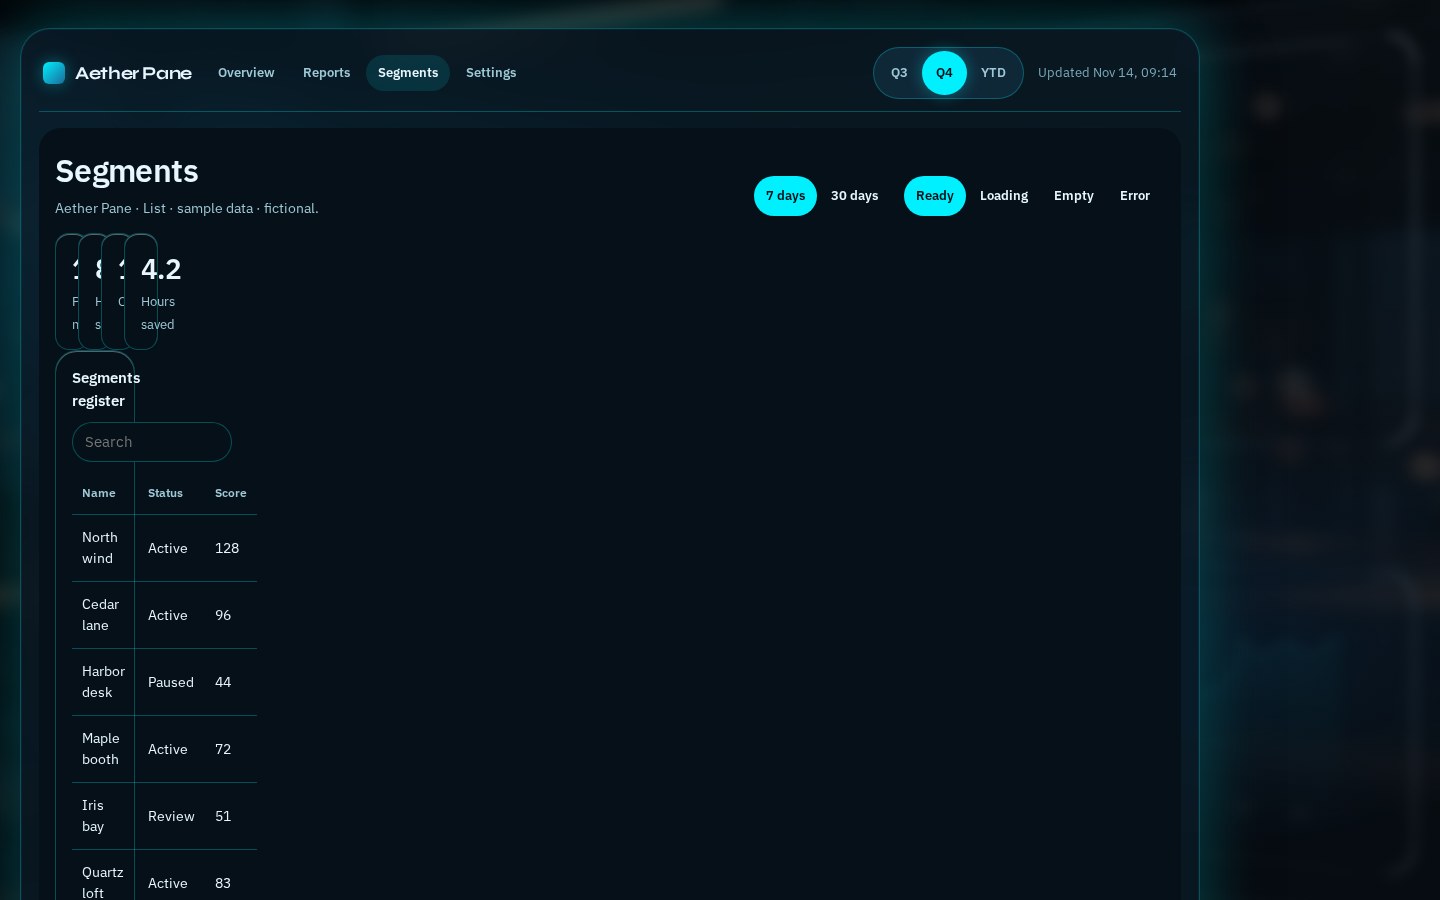 Aether Pane
Overview
Reports
Segments
Settings
Q3
Q4
YTD
Updated Nov 14, 09:14
Segments
Aether Pane · List · sample data · fictional.
7 days
30 days
Ready
Loading
Empty
Error
4.2
Hours
saved
Segments
register
Search
Name Status Score
North
wind
Active 128
Cedar
lane
Active 96
Harbor
desk
Paused 44
Maple
booth
Active 72
Iris
bay
Review 51
Quartz
loft
Active 83